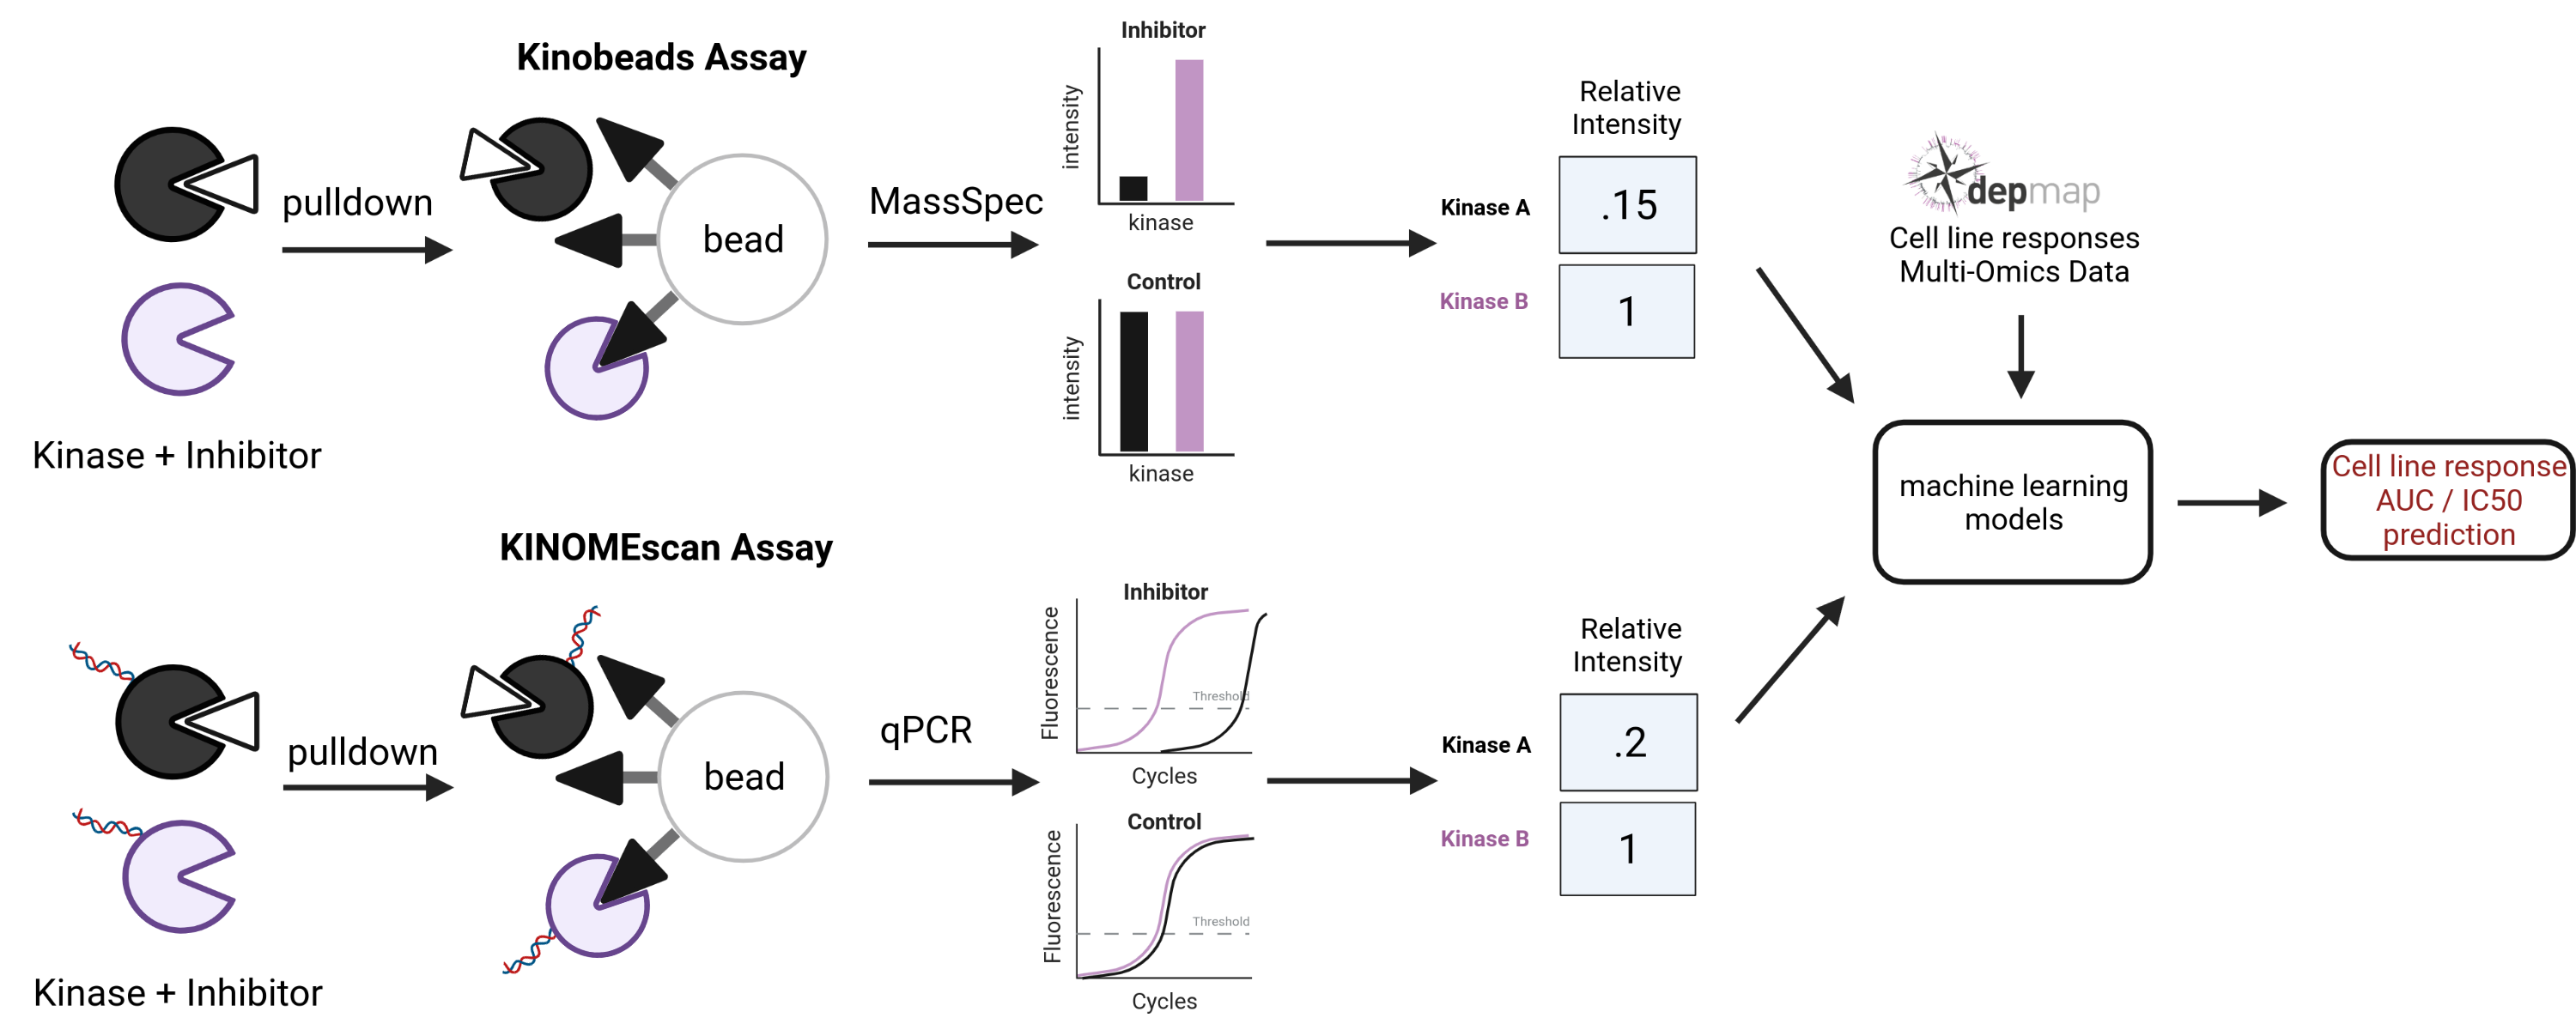 Kinobeads Assay
Kinase + Inhibitor
pulldown
bead
MassSpec
Inhibitor
intensity
kinase
Control
intensity
kinase
Relative
Intensity
Kinase A
.15
Kinase B
1
depmap
Cell line responses
Multi-Omics Data
machine learning
models
Cell line response
AUC / IC50
prediction
KINOMEscan Assay
Kinase + Inhibitor
pulldown
bead
qPCR
Inhibitor
Fluorescence
Threshold
Cycles
Control
Fluorescence
Threshold
Cycles
Relative
Intensity
Kinase A
.2
Kinase B
1